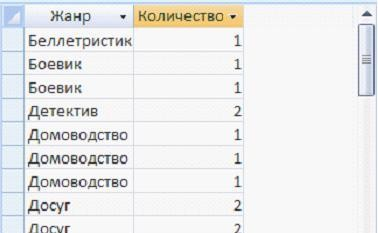 Жанр Количество
Беллетристик 1
Боевик 1
Боевик 1
Детектив 2
Домоводство 1
Домоводство 1
Домоводство 1
Досуг 2
Досуг 2